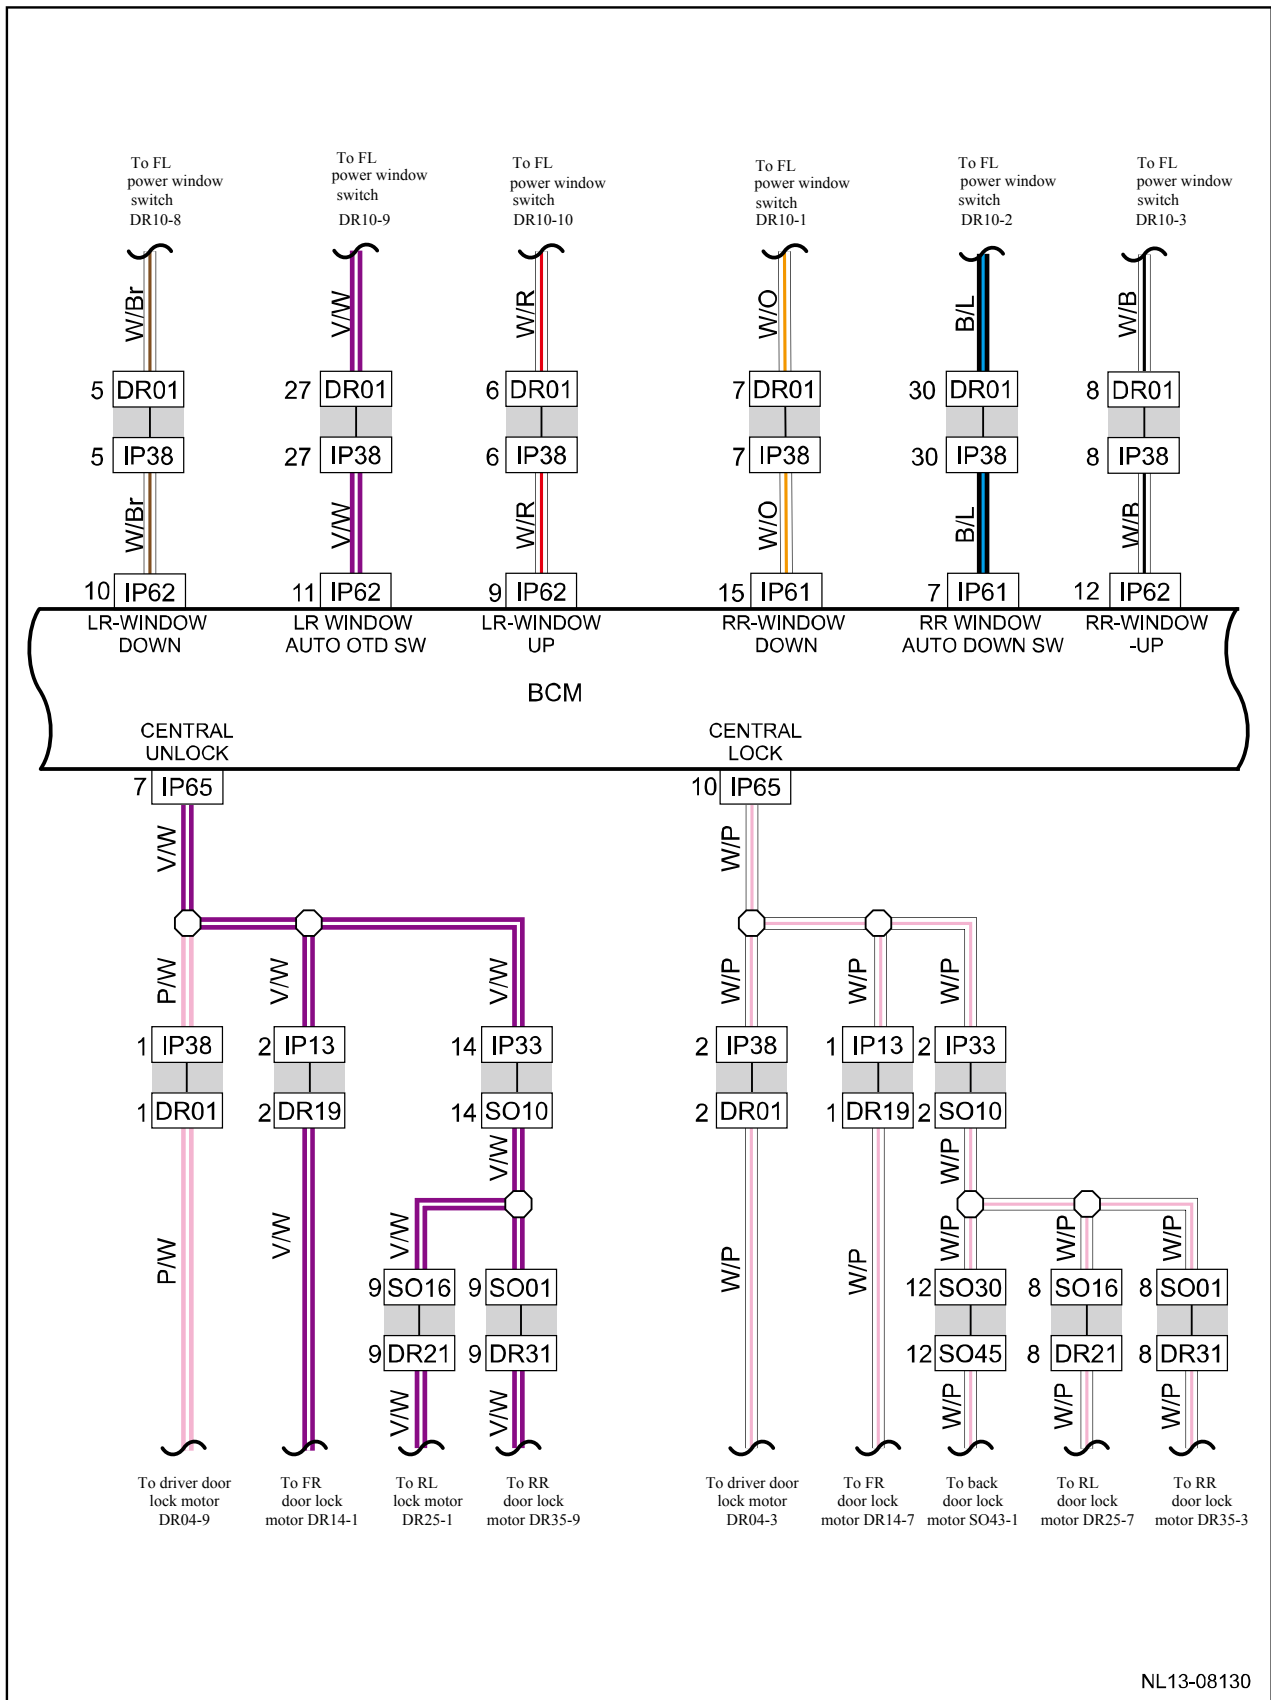 To FL
power window
switch
DR10-8
To FL
power window
switch
DR10-9
To FL
power window
switch
DR10-10
To FL
power window
switch
DR10-1
To FL
power window
switch
DR10-2
To FL
power window
switch
DR10-3
W/Br
V/W
W/R
W/O
B/L
W/B
5 DR01
27 DR01
6 DR01
7 DR01
30 DR01
8 DR01
5 IP38
27 IP38
6 IP38
7 IP38
30 IP38
8 IP38
W/Br
V/W
W/R
W/O
B/L
W/B
10 IP62
11 IP62
9 IP62
15 IP61
7 IP61
12 IP62
LR-WINDOW
DOWN
LR WINDOW
AUTO OTD SW
LR-WINDOW
UP
RR-WINDOW
DOWN
RR WINDOW
AUTO DOWN SW
RR-WINDOW
-UP
BCM
CENTRAL
UNLOCK
CENTRAL
LOCK
7 IP65
10 IP65
V/W
W/P
P/W
V/W
V/W
W/P
W/P
W/P
1 IP38
2 IP13
14 IP33
2 IP38
1 IP13
2 IP33
1 DR01
2 DR19
14 SO10
2 DR01
1 DR19
2 SO10
V/W
W/P
P/W
V/W
V/W
V/W
W/P
W/P
W/P
W/P
W/P
9 SO16
9 SO01
12 SO30
8 SO16
8 SO01
9 DR21
9 DR31
12 SO45
8 DR21
8 DR31
V/W
V/W
W/P
W/P
W/P
To driver door
lock motor
DR04-9
To FR
door lock
motor DR14-1
To RL
lock motor
DR25-1
To RR
door lock
motor DR35-9
To driver door
lock motor
DR04-3
To FR
door lock
motor DR14-7
To back
door lock
motor SO43-1
To RL
door lock
motor DR25-7
To RR
door lock
motor DR35-3
NL13-08130